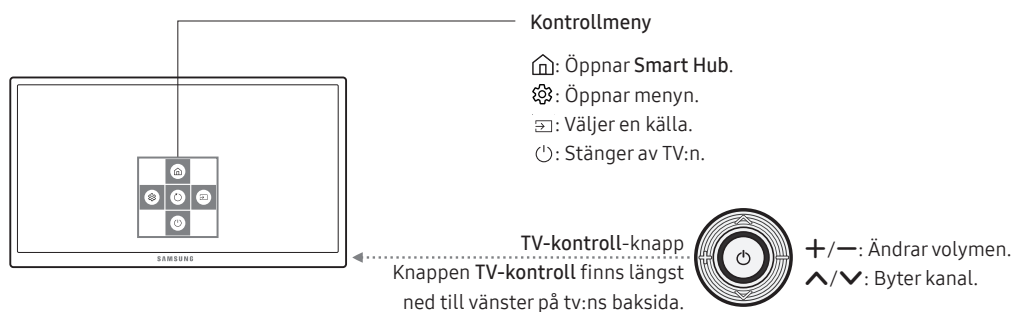 Kontrollmeny
: Öppnar Smart Hub.
: Öppnar menyn.
: Väljer en källa.
: Stänger av TV:n.
SAMSUNG
TV-kontroll-knapp
Knappen TV-kontroll finns längst
ned till vänster på tv:ns baksida.
+/−: Ändrar volymen.
∧/∨: Byter kanal.